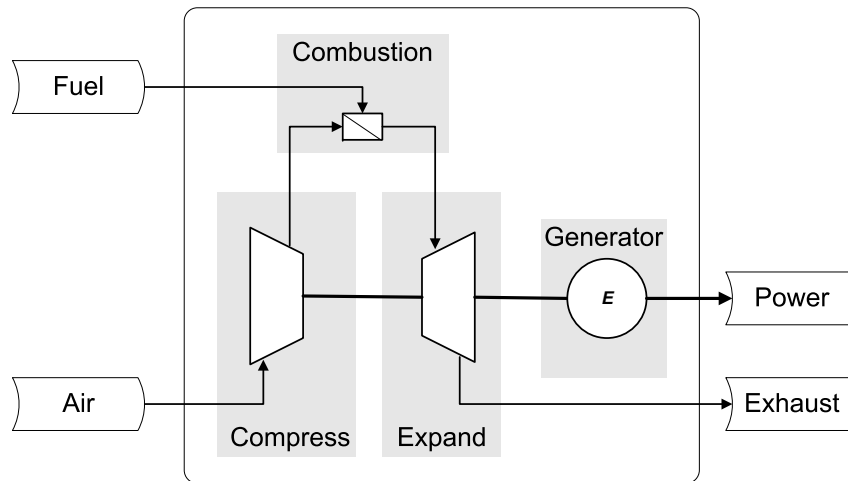 Combustion
Fuel
Generator
E
Power
Air
Exhaust
Compress
Expand